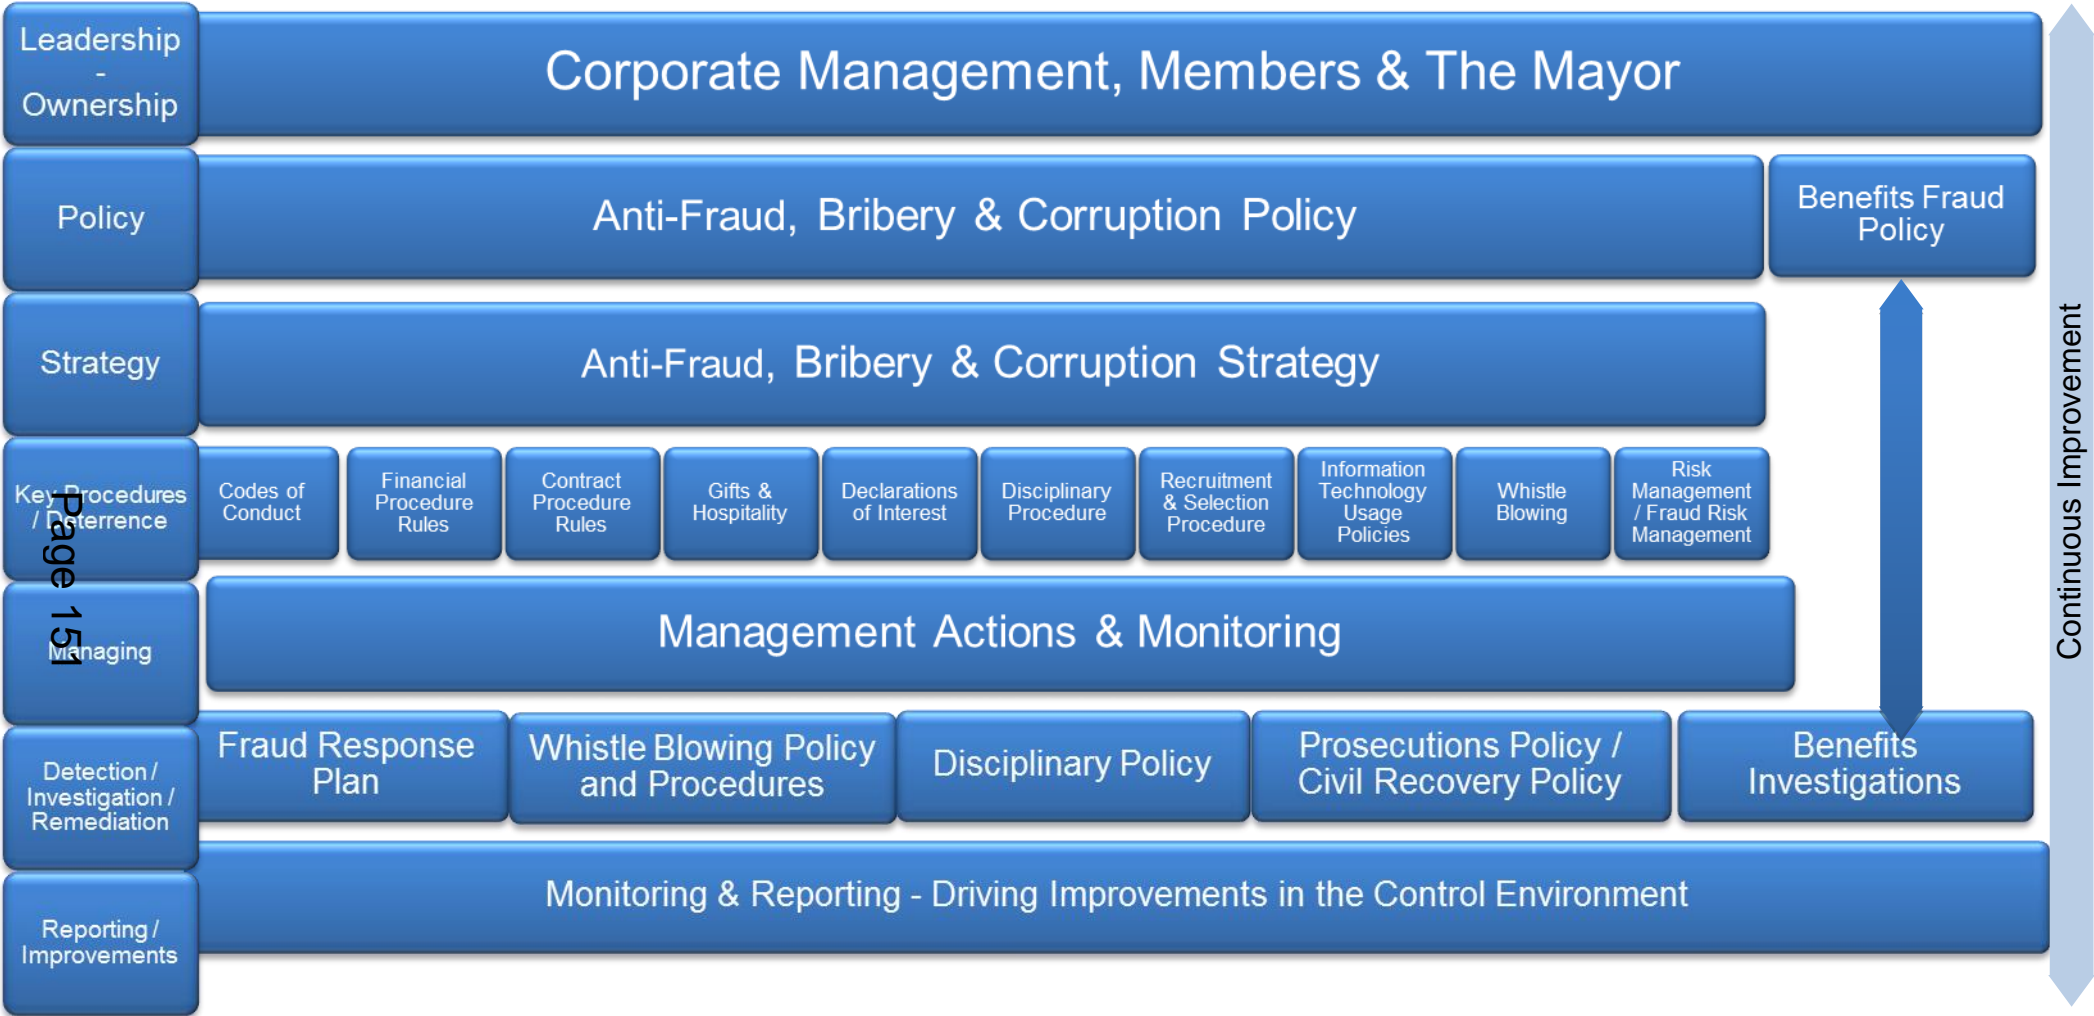 Leadership
-
Ownership
Corporate Management, Members & The Mayor
Policy
Anti-Fraud, Bribery & Corruption Policy
Benefits Fraud
Policy
Strategy
Anti-Fraud, Bribery & Corruption Strategy
Key Procedures
/ Deterrence
Codes of
Conduct
Financial
Procedure
Rules
Contract
Procedure
Rules
Gifts &
Hospitality
Declarations
of Interest
Disciplinary
Procedure
Recruitment
& Selection
Procedure
Information
Technology
Usage
Policies
Whistle
Blowing
Risk
Management
/ Fraud Risk
Management
Managing
Management Actions & Monitoring
Detection /
Investigation /
Remediation
Fraud Response
Plan
Whistle Blowing Policy
and Procedures
Disciplinary Policy
Prosecutions Policy /
Civil Recovery Policy
Benefits
Investigations
Reporting /
Improvements
Monitoring & Reporting - Driving Improvements in the Control Environment
Continuous Improvement
Page 151